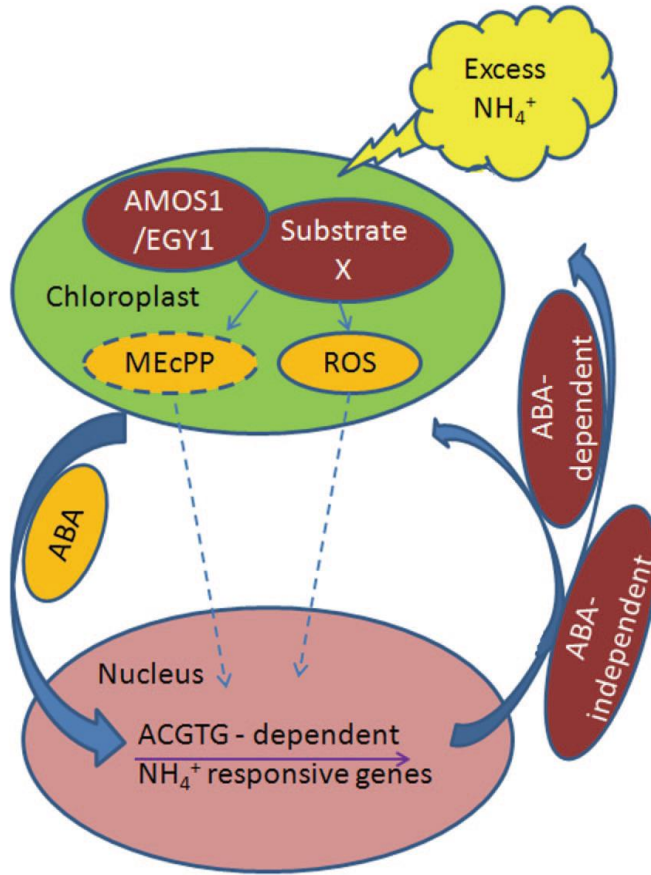 Excess
NH₄⁺
AMOS1
/EGY1
Substrate
X
Chloroplast
MEcPP
ROS
ABA
ABA-
dependent
ABA-
independent
Nucleus
ACGTG - dependent
NH₄⁺ responsive genes